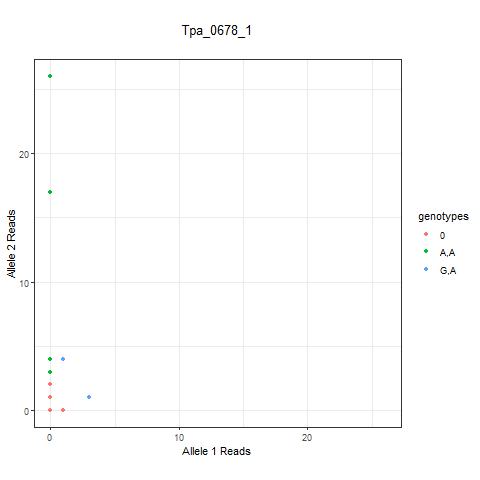 Tpa_0678_1
Allele 2 Reads
20
10
0
0
10
20
Allele 1 Reads
genotypes
0
A,A
G,A